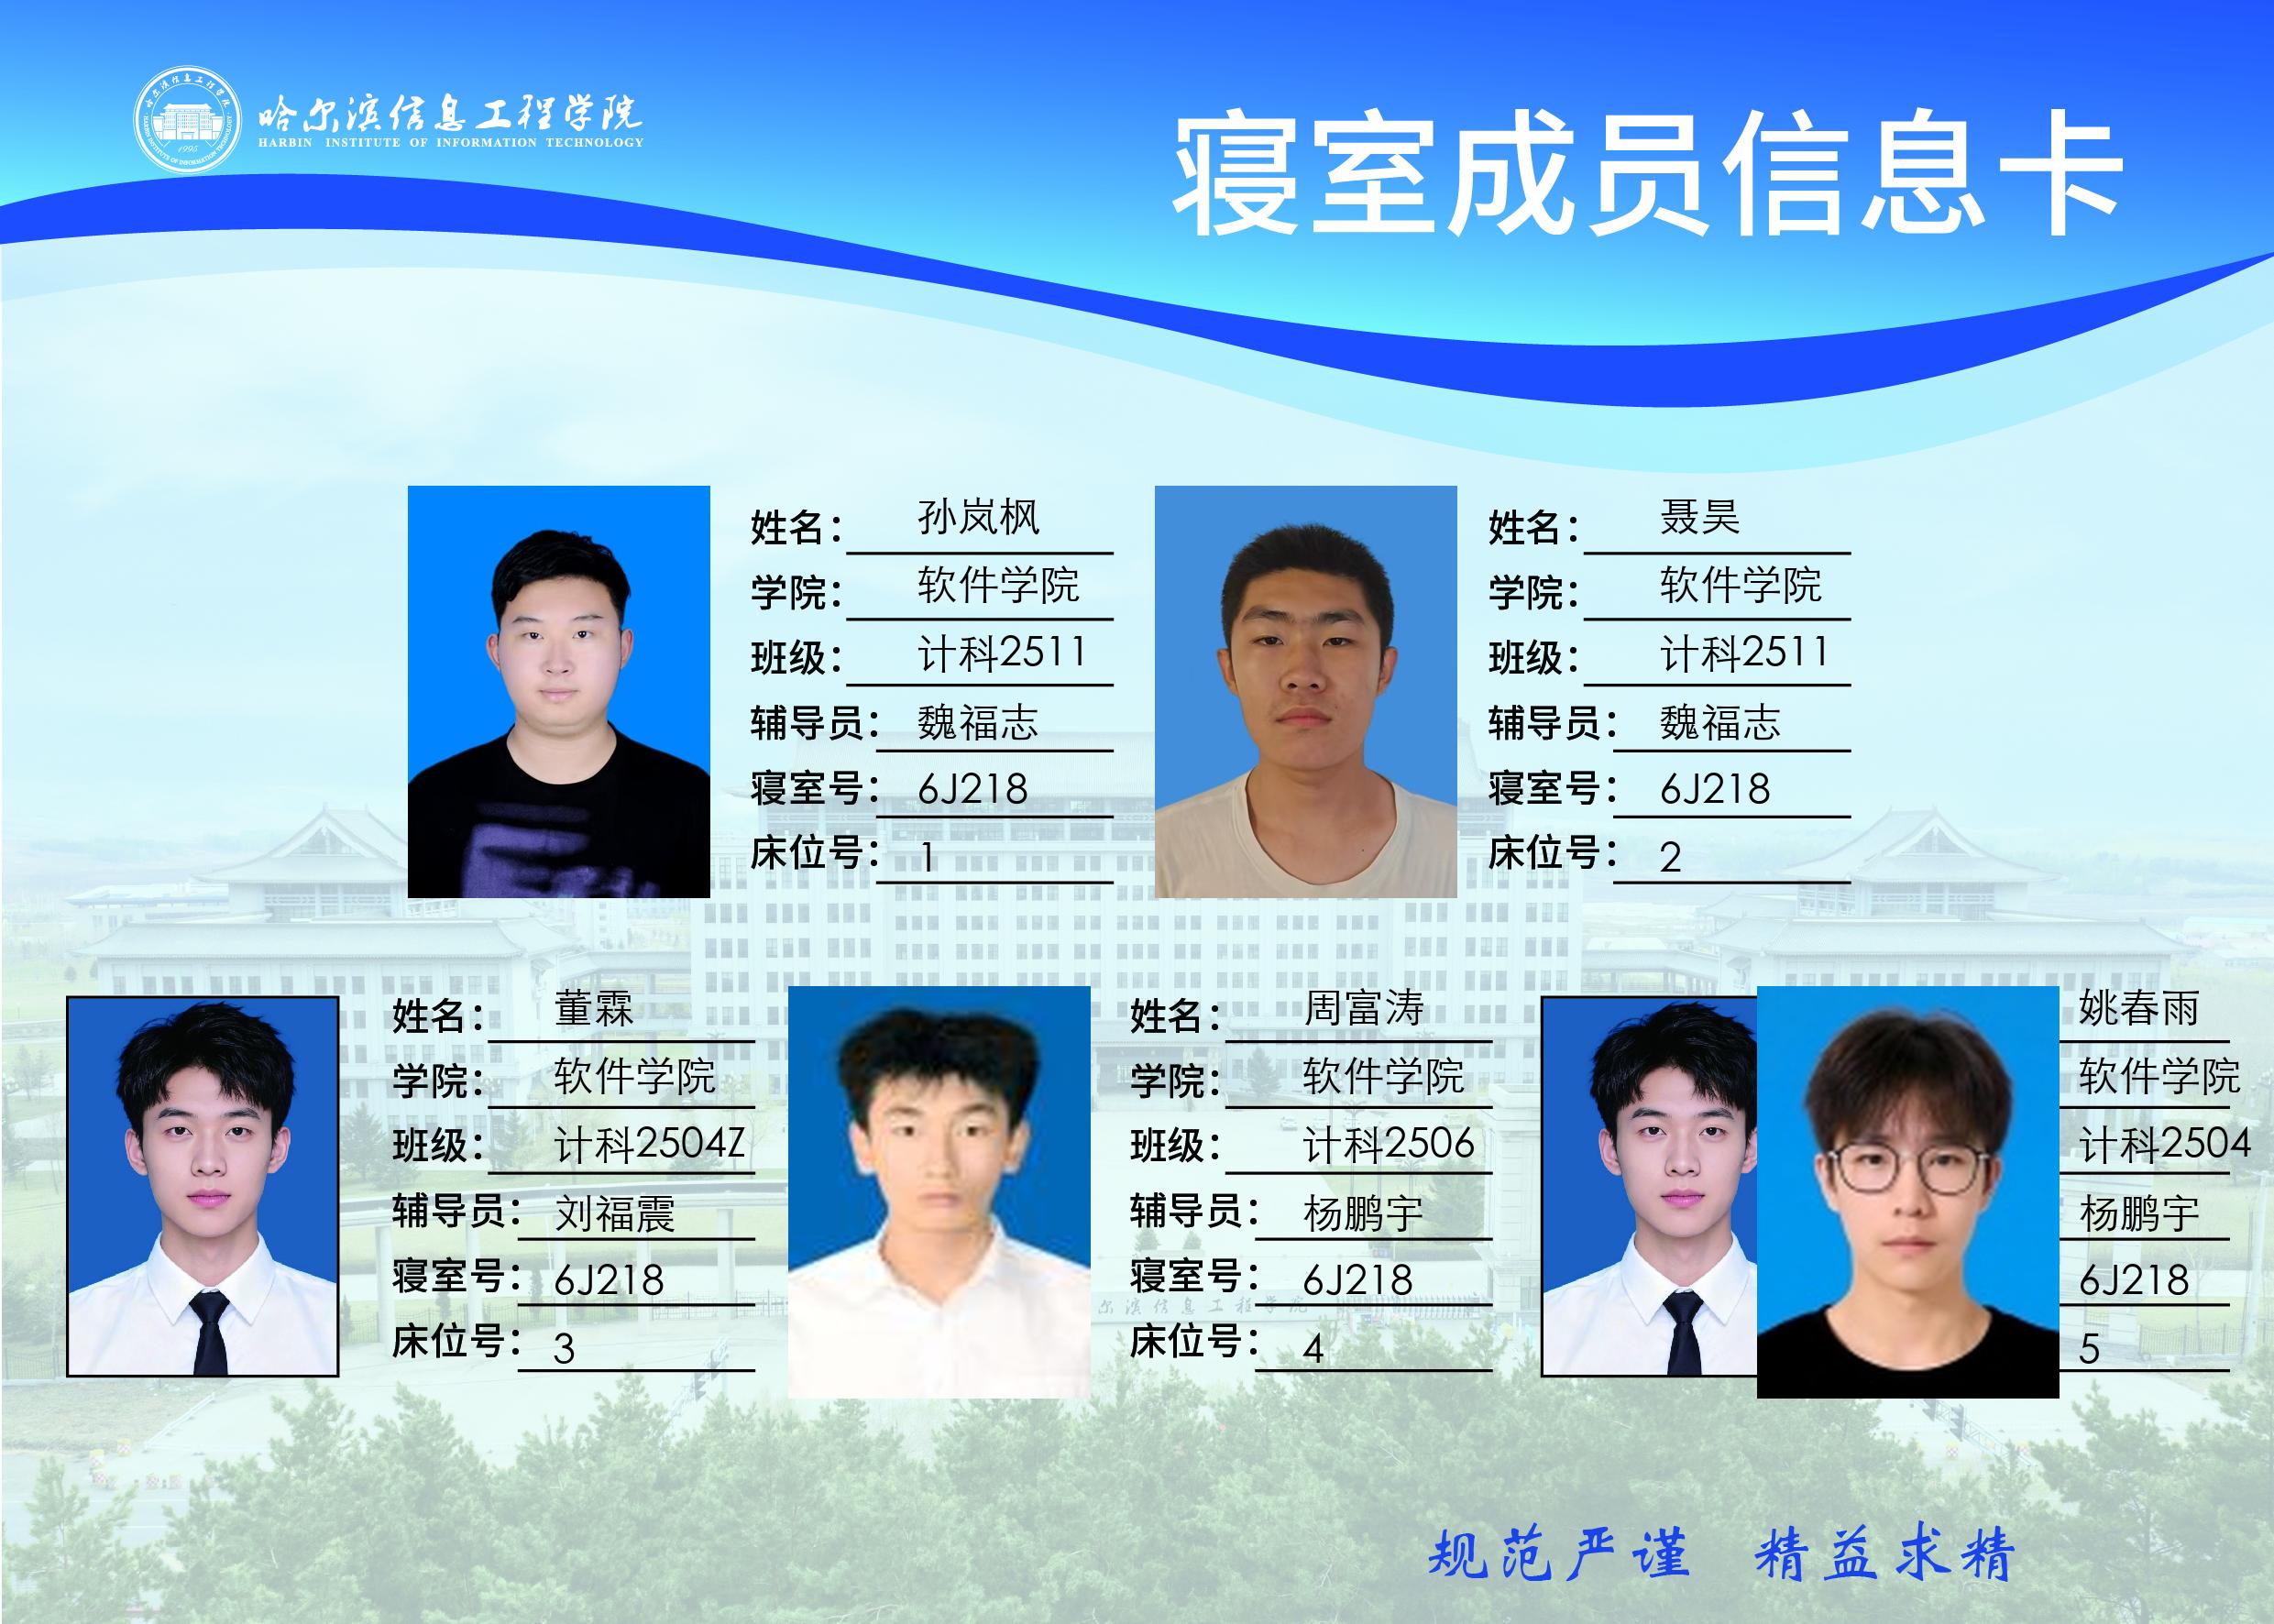 哈尔滨信息工程学院
HARBIN INSTITUTE OF INFORMATION TECHNOLOGY
1995
寝室成员信息卡
姓名： 孙岚枫
学院： 软件学院
班级： 计科2511
辅导员： 魏福志
寝室号： 6J218
床位号： 1
姓名： 聂昊
学院： 软件学院
班级： 计科2511
辅导员： 魏福志
寝室号： 6J218
床位号： 2
姓名： 董霖
学院： 软件学院
班级： 计科2504Z
辅导员： 刘福震
寝室号： 6J218
床位号： 3
姓名： 周富涛
学院： 软件学院
班级： 计科2506
辅导员： 杨鹏宇
寝室号： 6J218
床位号： 4
姚春雨
软件学院
计科2504
杨鹏宇
6J218
5
尔滨信息工程学院
规范严谨 精益求精